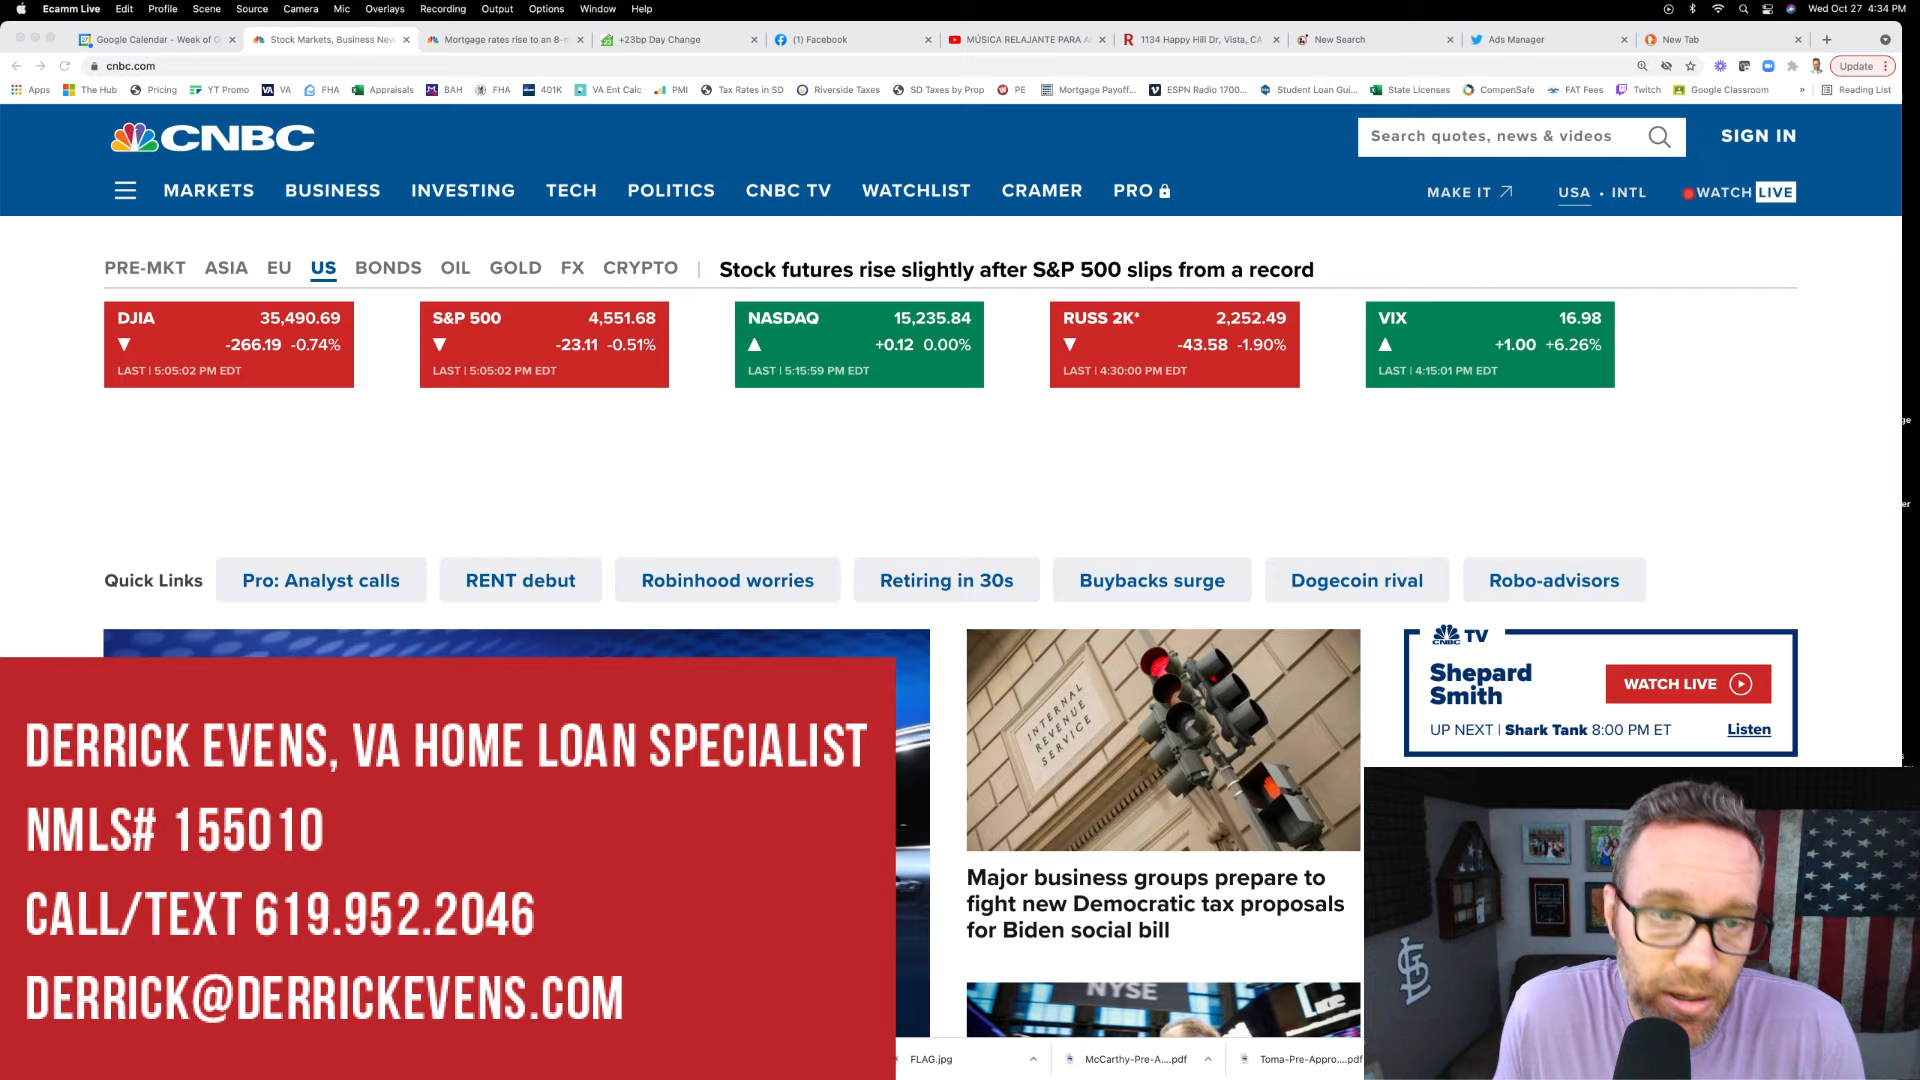 Ecamm Live Edit Profile Scene Source Camera Mic Overlays Recording Output Options Window Help Wed Oct 27 4:34 PM
Google Calendar - Week of O Stock Markets, Business New Mortgage rates rise to an 8-m +23bp Day Change (1) Facebook MÚSICA RELAJANTE PARA A 1134 Happy Hill Dr, Vista, CA New Search Ads Manager New Tab
cnbc.com Update
Apps The Hub Pricing YT Promo VA FHA Appraisals BAH FHA 401K VA Ent Calc PMI Tax Rates in SD Riverside Taxes SD Taxes by Prop PE Mortgage Payoff... ESPN Radio 1700... Student Loan Gui... State Licenses CompenSafe FAT Fees Twitch Google Classroom » Reading List
CNBC
Search quotes, news & videos
SIGN IN
MARKETS BUSINESS INVESTING TECH POLITICS CNBC TV WATCHLIST CRAMER PRO
MAKE IT USA • INTL WATCH LIVE
PRE-MKT ASIA EU US BONDS OIL GOLD FX CRYPTO | Stock futures rise slightly after S&P 500 slips from a record
DJIA 35,490.69
-266.19 -0.74%
LAST | 5:05:02 PM EDT
S&P 500 4,551.68
-23.11 -0.51%
LAST | 5:05:02 PM EDT
NASDAQ 15,235.84
+0.12 0.00%
LAST | 5:15:59 PM EDT
RUSS 2K* 2,252.49
-43.58 -1.90%
LAST | 4:30:00 PM EDT
VIX 16.98
+1.00 +6.26%
LAST | 4:15:01 PM EDT
Quick Links Pro: Analyst calls RENT debut Robinhood worries Retiring in 30s Buybacks surge Dogecoin rival Robo-advisors
DERRICK EVENS, VA HOME LOAN SPECIALIST
NMLS# 155010
CALL/TEXT 619.952.2046
DERRICK@DERRICKEVENS.COM
INTERNAL
REVENUE
SERVICE
Major business groups prepare to
fight new Democratic tax proposals
for Biden social bill
NYSE
CNBC TV
Shepard
Smith
WATCH LIVE
UP NEXT | Shark Tank 8:00 PM ET Listen
FLAG.jpg McCarthy-Pre-A....pdf Toma-Pre-Appro....pdf